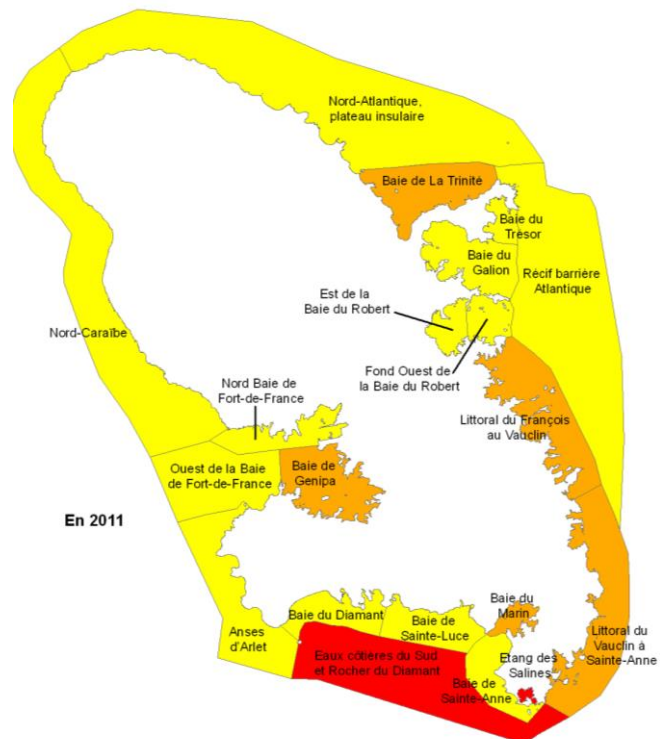 Nord-Atlantique,
plateau insulaire
Baie de La Trinité
Baie du
Trésor
Baie du
Galion
Récif barrière
Atlantique
Est de la
Baie du Robert
Nord-Caraïbe
Fond Ouest de
la Baie du Robert
Nord Baie de
Fort-de-France
Littoral du François
au Vauclin
Ouest de la Baie
de Fort-de-France
Baie de
Génipa
En 2011
Baie du
Marin
Baie du Diamant
Baie de
Sainte-Luce
Anses
d'Arlet
Littoral du
Vauclin à
Sainte-Anne
Etang des
Salines
Eaux côtères du Sud
et Rocher du Diamant
Baie de
Sainte-Anne